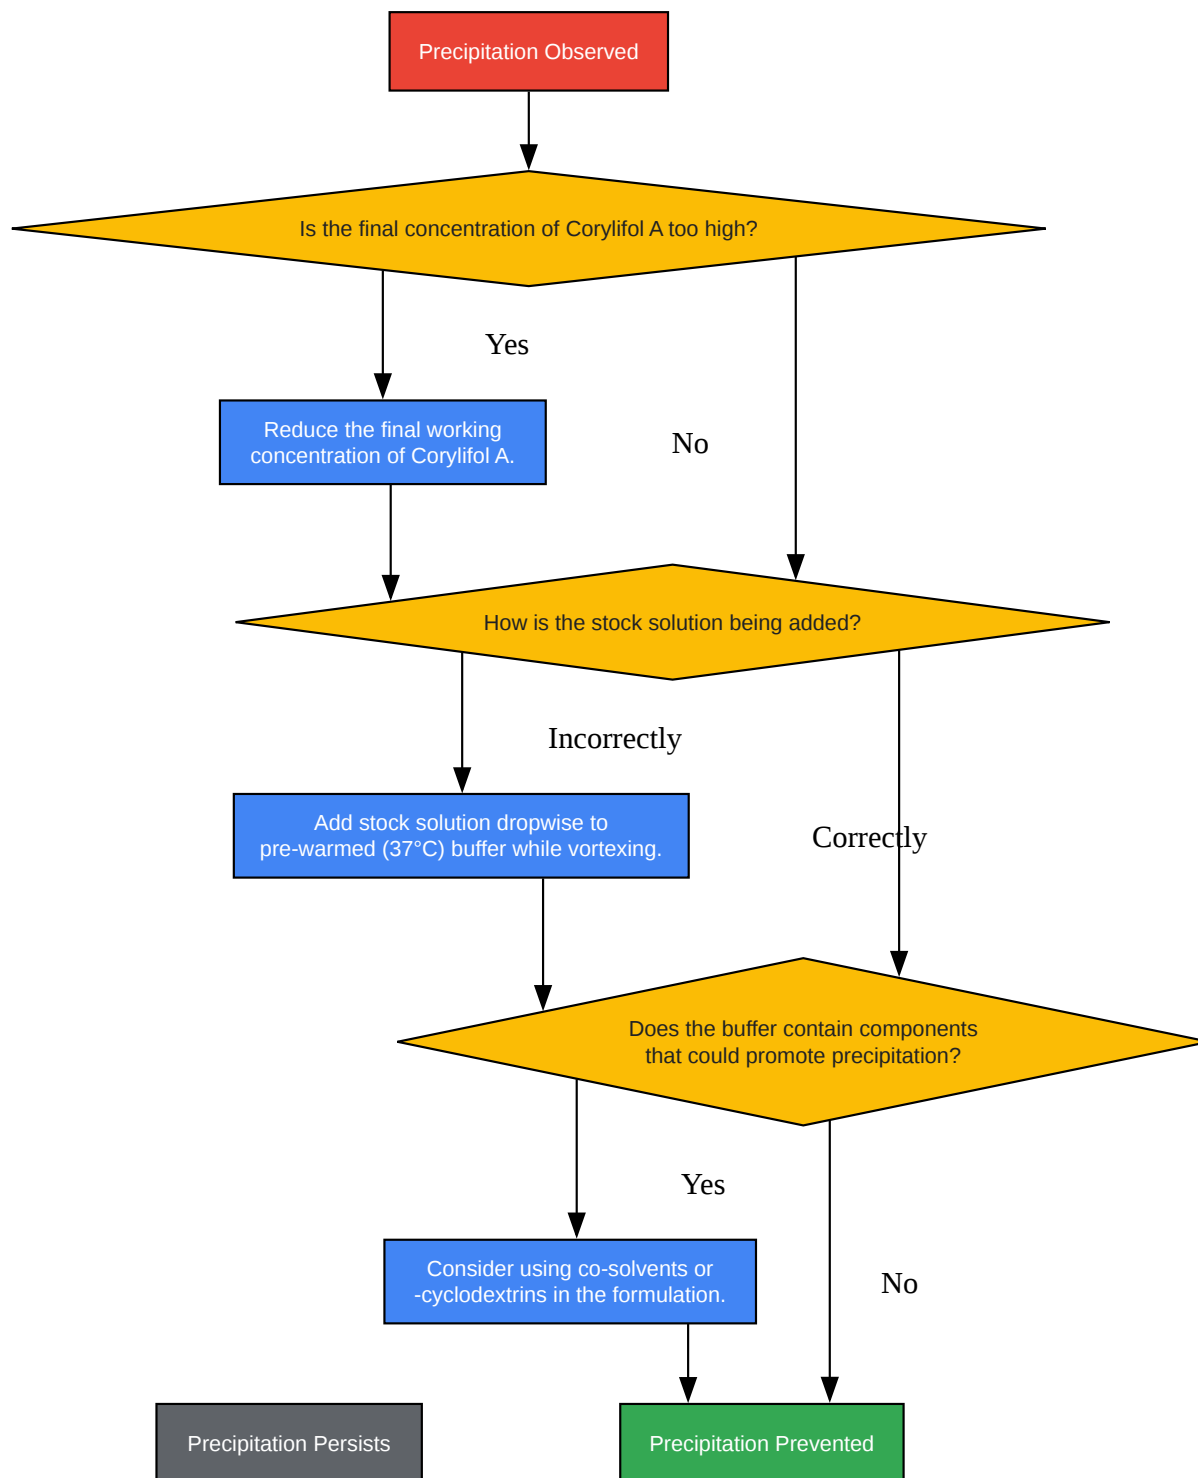 Precipitation Observed
Is the final concentration of Corylifol A too high?
Yes
Reduce the final working
concentration of Corylifol A.
No
How is the stock solution being added?
Incorrectly
Add stock solution dropwise to
pre-warmed (37°C) buffer while vortexing.
Correctly
Does the buffer contain components
that could promote precipitation?
Yes
Consider using co-solvents or
-cyclodextrins in the formulation.
No
Precipitation Persists
Precipitation Prevented